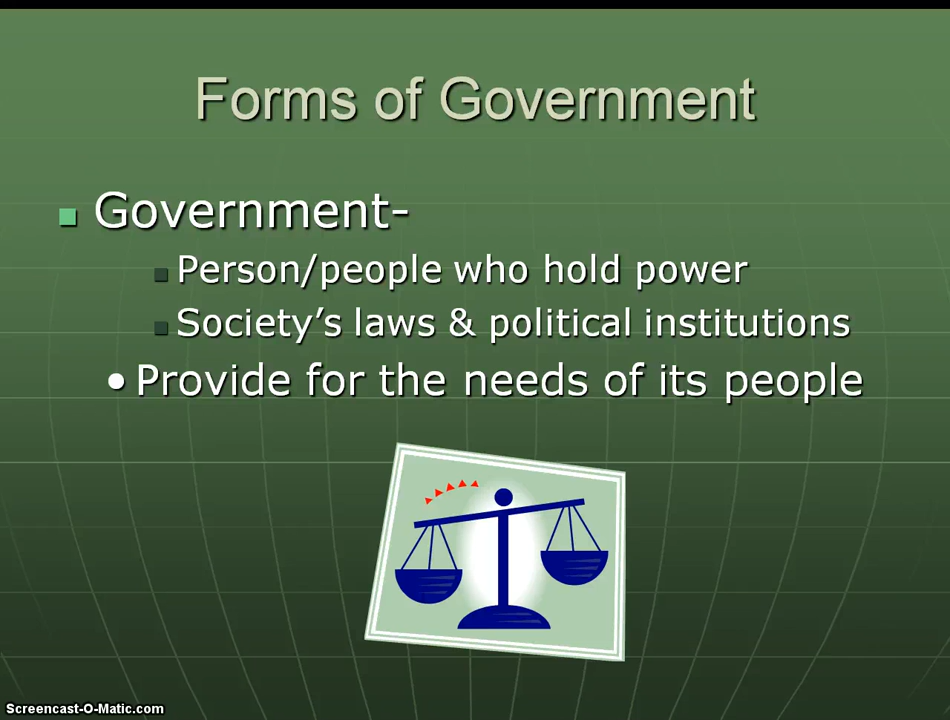 Forms of Government
Government-
Person/people who hold power
Society's laws & political institutions
Provide for the needs of its people
Screencast-O-Matic.com